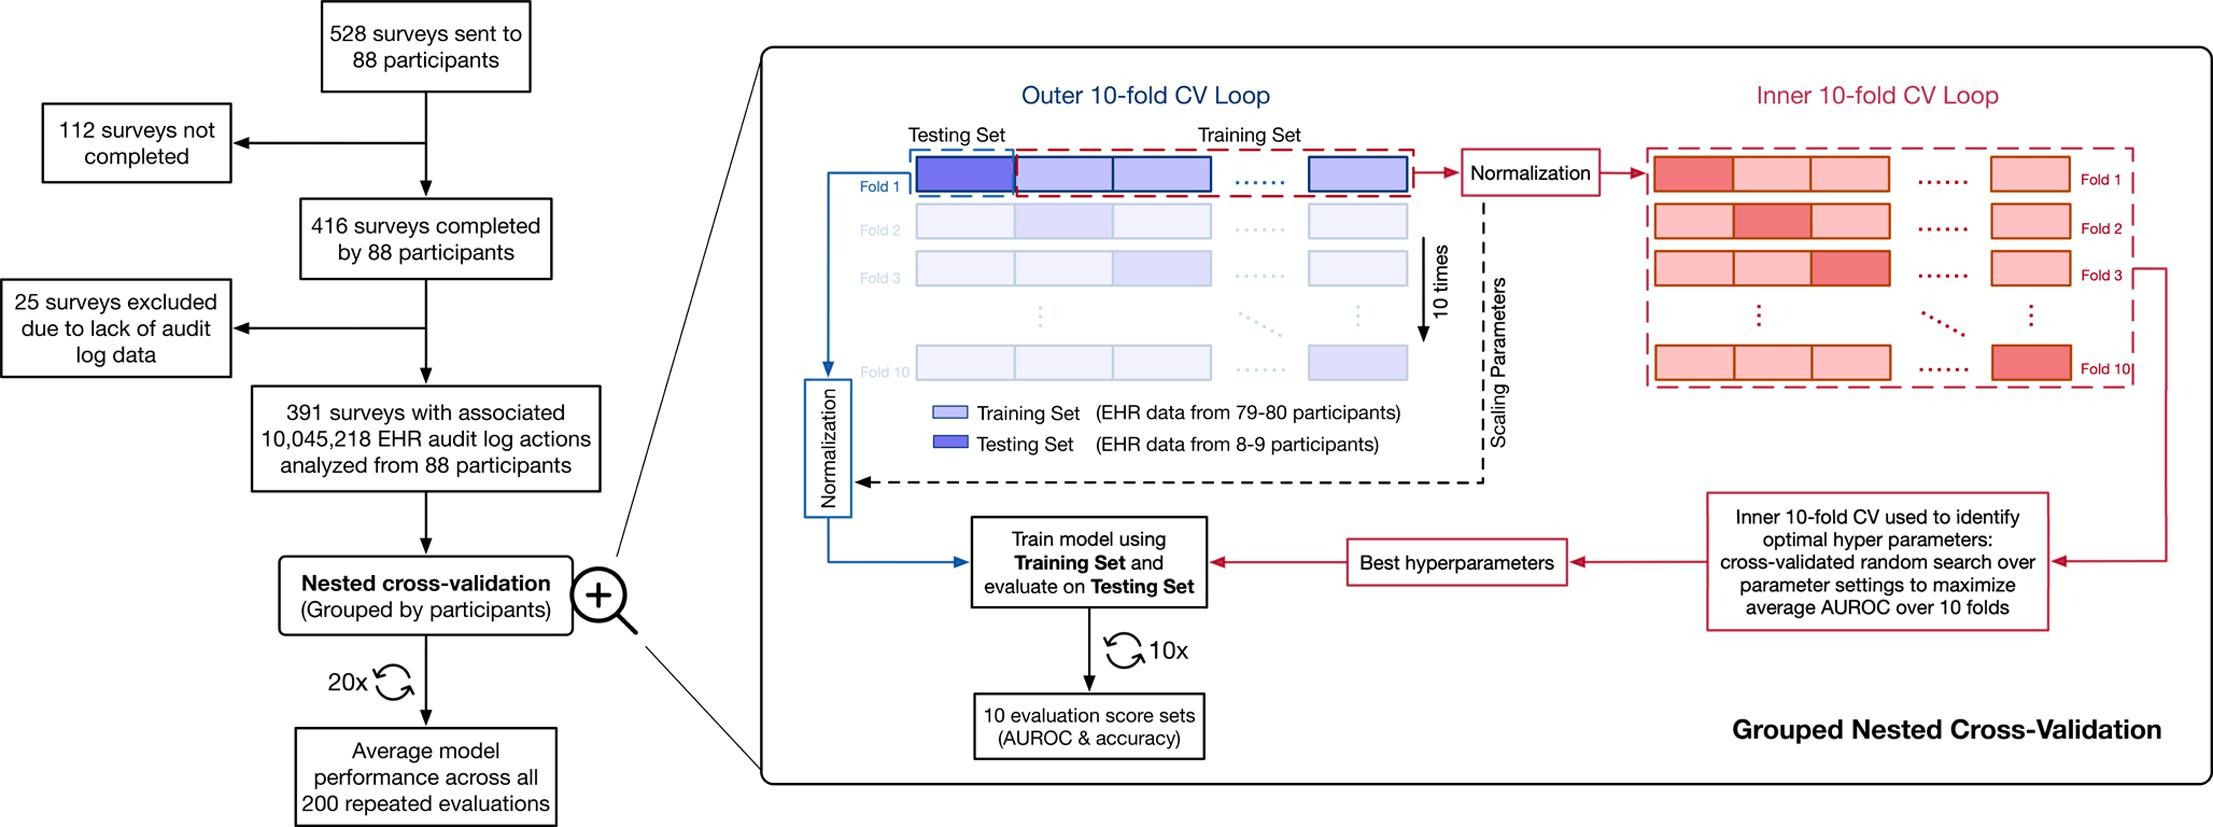 528 surveys sent to
88 participants
112 surveys not
completed
416 surveys completed
by 88 participants
25 surveys excluded
due to lack of audit
log data
391 surveys with associated
10,045,218 EHR audit log actions
analyzed from 88 participants
Nested cross-validation
(Grouped by participants)
20x
Average model
performance across all
200 repeated evaluations
Outer 10-fold CV Loop
Testing Set
Training Set
Fold 1
Fold 2
Fold 3
Fold 10
......
......
......
......
10 times
Training Set (EHR data from 79-80 participants)
Testing Set (EHR data from 8-9 participants)
Normalization
Scaling Parameters
Normalization
Inner 10-fold CV Loop
Fold 1
Fold 2
Fold 3
Fold 10
......
......
......
......
Inner 10-fold CV used to identify
optimal hyper parameters:
cross-validated random search over
parameter settings to maximize
average AUROC over 10 folds
Best hyperparameters
Train model using
Training Set and
evaluate on Testing Set
10x
10 evaluation score sets
(AUROC & accuracy)
Grouped Nested Cross-Validation